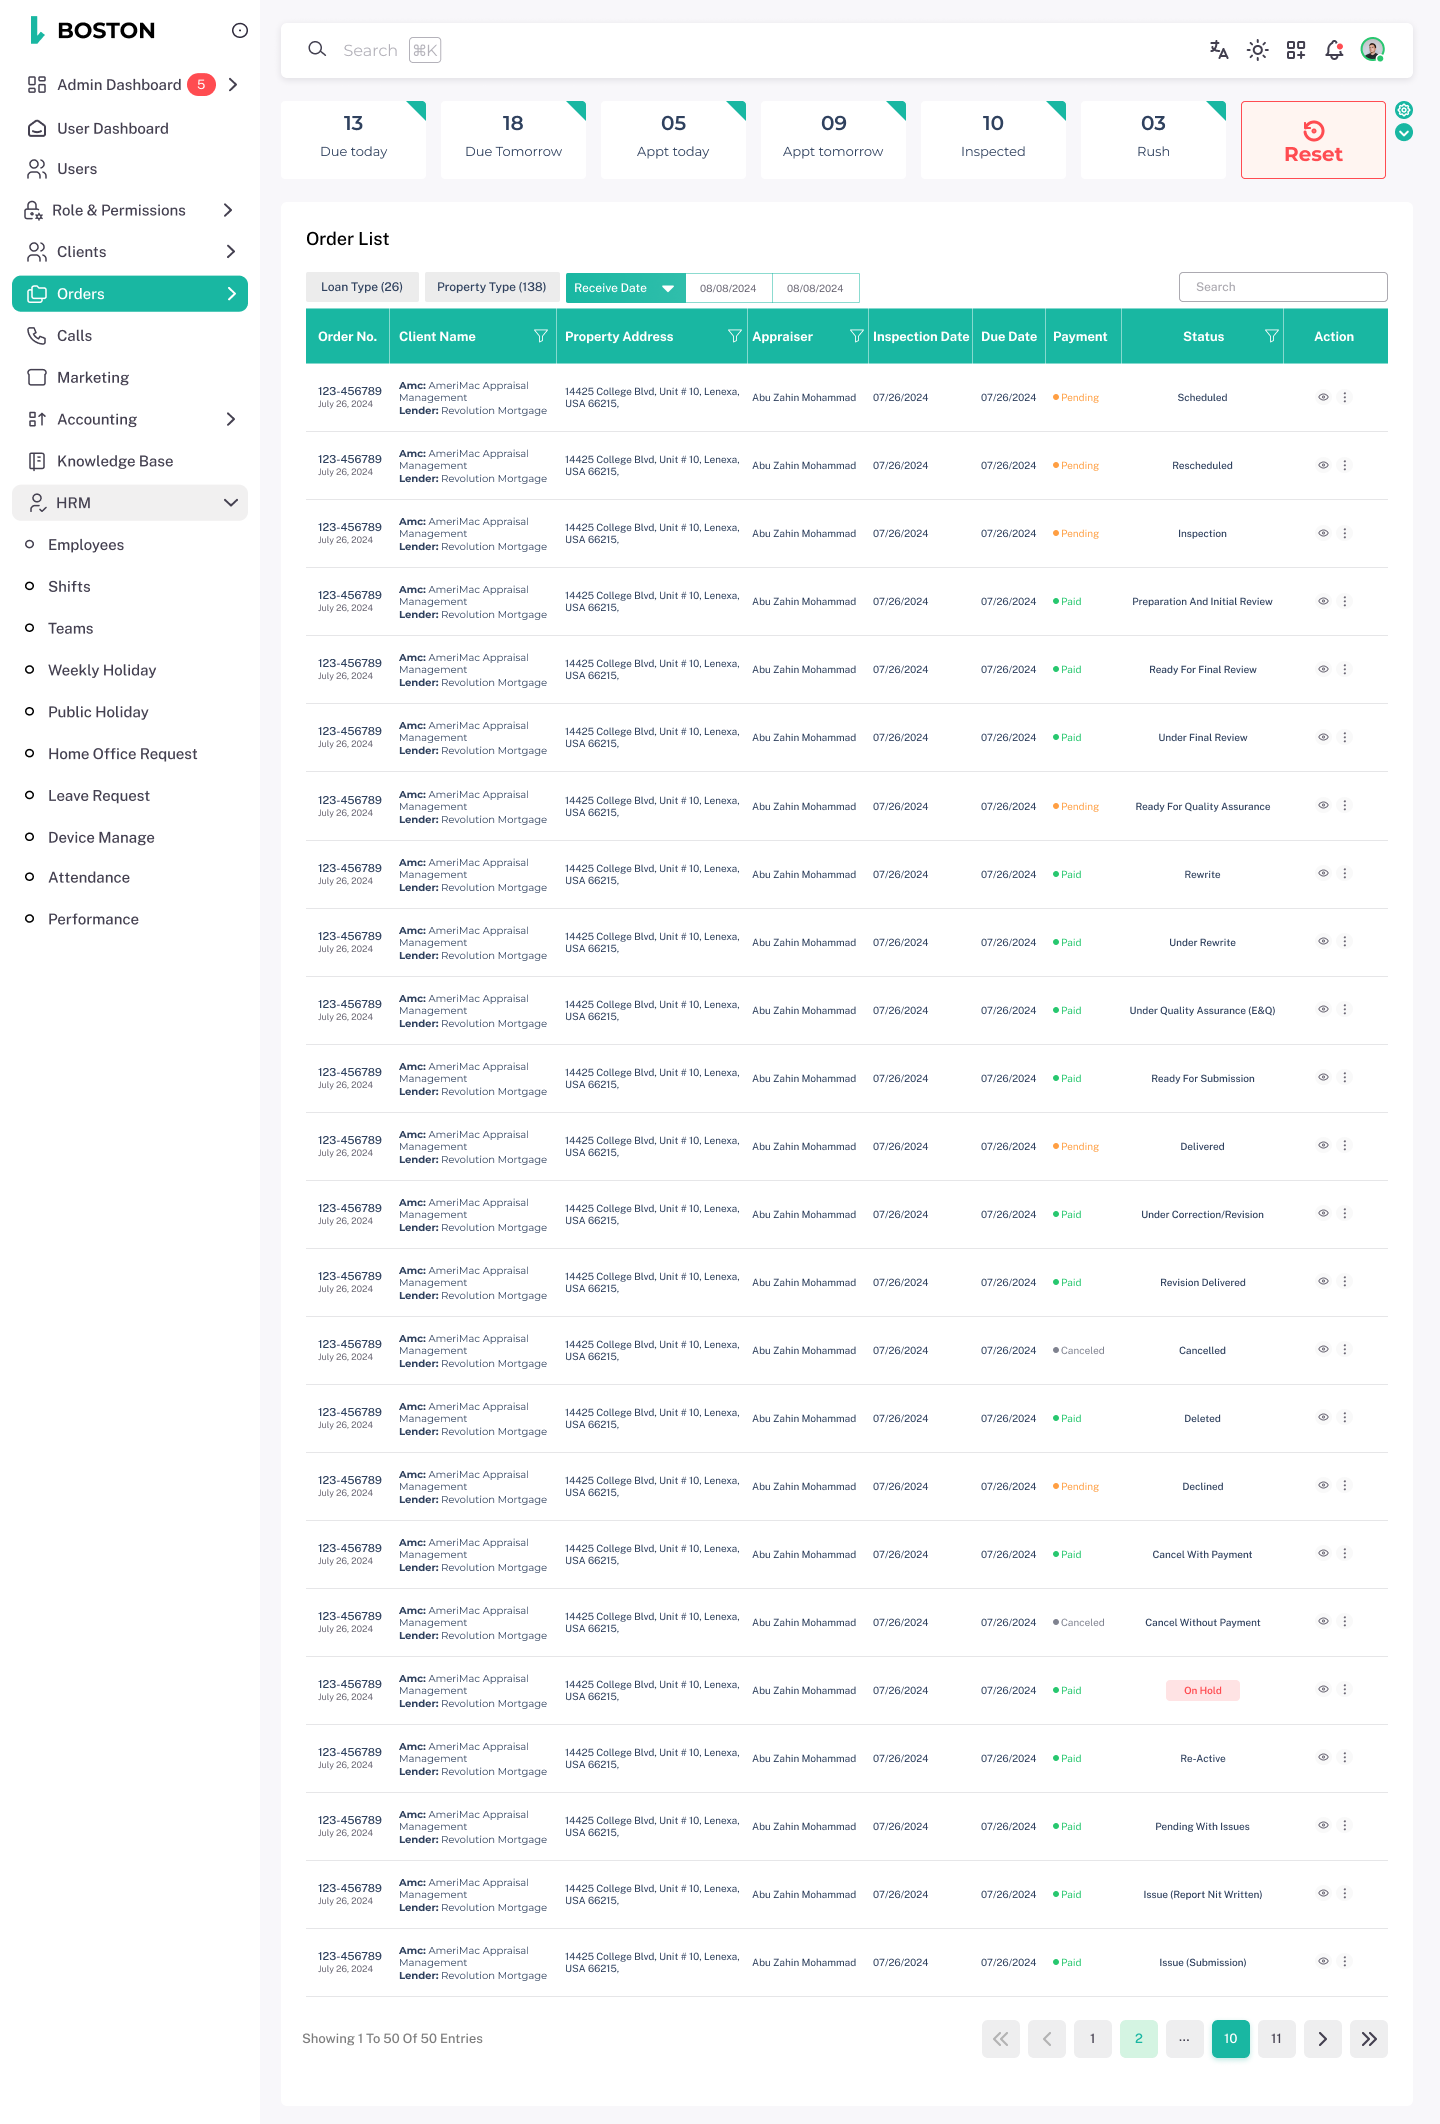 BOSTON
Admin Dashboard 5
User Dashboard
Users
Role & Permissions
Clients
Orders
Calls
Marketing
Accounting
Knowledge Base
HRM
Employees
Shifts
Teams
Weekly Holiday
Public Holiday
Home Office Request
Leave Request
Device Manage
Attendance
Performance
Search ⌘K
13 18 05 09 10 03
Due today Due Tomorrow Appt today Appt tomorrow Inspected Rush Reset
Order List
Loan Type (26) Property Type (138) Receive Date 08/08/2024 08/08/2024 Search
Order No. Client Name Property Address Appraiser Inspection Date Due Date Payment Status Action
123-456789 Amc: AmeriMac Appraisal 14425 College Blvd, Unit # 10, Lenexa, Abu Zahin Mohammad 07/26/2024 07/26/2024 Pending Scheduled
July 26, 2024 Management USA 66215,
Lender: Revolution Mortgage
123-456789 Amc: AmeriMac Appraisal 14425 College Blvd, Unit # 10, Lenexa, Abu Zahin Mohammad 07/26/2024 07/26/2024 Pending Rescheduled
July 26, 2024 Management USA 66215,
Lender: Revolution Mortgage
123-456789 Amc: AmeriMac Appraisal 14425 College Blvd, Unit # 10, Lenexa, Abu Zahin Mohammad 07/26/2024 07/26/2024 Pending Inspection
July 26, 2024 Management USA 66215,
Lender: Revolution Mortgage
123-456789 Amc: AmeriMac Appraisal 14425 College Blvd, Unit # 10, Lenexa, Abu Zahin Mohammad 07/26/2024 07/26/2024 Paid Preparation And Initial Review
July 26, 2024 Management USA 66215,
Lender: Revolution Mortgage
123-456789 Amc: AmeriMac Appraisal 14425 College Blvd, Unit # 10, Lenexa, Abu Zahin Mohammad 07/26/2024 07/26/2024 Paid Ready For Final Review
July 26, 2024 Management USA 66215,
Lender: Revolution Mortgage
123-456789 Amc: AmeriMac Appraisal 14425 College Blvd, Unit # 10, Lenexa, Abu Zahin Mohammad 07/26/2024 07/26/2024 Paid Under Final Review
July 26, 2024 Management USA 66215,
Lender: Revolution Mortgage
123-456789 Amc: AmeriMac Appraisal 14425 College Blvd, Unit # 10, Lenexa, Abu Zahin Mohammad 07/26/2024 07/26/2024 Pending Ready For Quality Assurance
July 26, 2024 Management USA 66215,
Lender: Revolution Mortgage
123-456789 Amc: AmeriMac Appraisal 14425 College Blvd, Unit # 10, Lenexa, Abu Zahin Mohammad 07/26/2024 07/26/2024 Paid Rewrite
July 26, 2024 Management USA 66215,
Lender: Revolution Mortgage
123-456789 Amc: AmeriMac Appraisal 14425 College Blvd, Unit # 10, Lenexa, Abu Zahin Mohammad 07/26/2024 07/26/2024 Paid Under Rewrite
July 26, 2024 Management USA 66215,
Lender: Revolution Mortgage
123-456789 Amc: AmeriMac Appraisal 14425 College Blvd, Unit # 10, Lenexa, Abu Zahin Mohammad 07/26/2024 07/26/2024 Paid Under Quality Assurance (E&Q)
July 26, 2024 Management USA 66215,
Lender: Revolution Mortgage
123-456789 Amc: AmeriMac Appraisal 14425 College Blvd, Unit # 10, Lenexa, Abu Zahin Mohammad 07/26/2024 07/26/2024 Paid Ready For Submission
July 26, 2024 Management USA 66215,
Lender: Revolution Mortgage
123-456789 Amc: AmeriMac Appraisal 14425 College Blvd, Unit # 10, Lenexa, Abu Zahin Mohammad 07/26/2024 07/26/2024 Pending Delivered
July 26, 2024 Management USA 66215,
Lender: Revolution Mortgage
123-456789 Amc: AmeriMac Appraisal 14425 College Blvd, Unit # 10, Lenexa, Abu Zahin Mohammad 07/26/2024 07/26/2024 Paid Under Correction/Revision
July 26, 2024 Management USA 66215,
Lender: Revolution Mortgage
123-456789 Amc: AmeriMac Appraisal 14425 College Blvd, Unit # 10, Lenexa, Abu Zahin Mohammad 07/26/2024 07/26/2024 Paid Revision Delivered
July 26, 2024 Management USA 66215,
Lender: Revolution Mortgage
123-456789 Amc: AmeriMac Appraisal 14425 College Blvd, Unit # 10, Lenexa, Abu Zahin Mohammad 07/26/2024 07/26/2024 Canceled Cancelled
July 26, 2024 Management USA 66215,
Lender: Revolution Mortgage
123-456789 Amc: AmeriMac Appraisal 14425 College Blvd, Unit # 10, Lenexa, Abu Zahin Mohammad 07/26/2024 07/26/2024 Paid Deleted
July 26, 2024 Management USA 66215,
Lender: Revolution Mortgage
123-456789 Amc: AmeriMac Appraisal 14425 College Blvd, Unit # 10, Lenexa, Abu Zahin Mohammad 07/26/2024 07/26/2024 Pending Declined
July 26, 2024 Management USA 66215,
Lender: Revolution Mortgage
123-456789 Amc: AmeriMac Appraisal 14425 College Blvd, Unit # 10, Lenexa, Abu Zahin Mohammad 07/26/2024 07/26/2024 Paid Cancel With Payment
July 26, 2024 Management USA 66215,
Lender: Revolution Mortgage
123-456789 Amc: AmeriMac Appraisal 14425 College Blvd, Unit # 10, Lenexa, Abu Zahin Mohammad 07/26/2024 07/26/2024 Canceled Cancel Without Payment
July 26, 2024 Management USA 66215,
Lender: Revolution Mortgage
123-456789 Amc: AmeriMac Appraisal 14425 College Blvd, Unit # 10, Lenexa, Abu Zahin Mohammad 07/26/2024 07/26/2024 Paid On Hold
July 26, 2024 Management USA 66215,
Lender: Revolution Mortgage
123-456789 Amc: AmeriMac Appraisal 14425 College Blvd, Unit # 10, Lenexa, Abu Zahin Mohammad 07/26/2024 07/26/2024 Paid Re-Active
July 26, 2024 Management USA 66215,
Lender: Revolution Mortgage
123-456789 Amc: AmeriMac Appraisal 14425 College Blvd, Unit # 10, Lenexa, Abu Zahin Mohammad 07/26/2024 07/26/2024 Paid Pending With Issues
July 26, 2024 Management USA 66215,
Lender: Revolution Mortgage
123-456789 Amc: AmeriMac Appraisal 14425 College Blvd, Unit # 10, Lenexa, Abu Zahin Mohammad 07/26/2024 07/26/2024 Paid Issue (Report Nit Written)
July 26, 2024 Management USA 66215,
Lender: Revolution Mortgage
123-456789 Amc: AmeriMac Appraisal 14425 College Blvd, Unit # 10, Lenexa, Abu Zahin Mohammad 07/26/2024 07/26/2024 Paid Issue (Submission)
July 26, 2024 Management USA 66215,
Lender: Revolution Mortgage
Showing 1 To 50 Of 50 Entries 1 2 ... 10 11